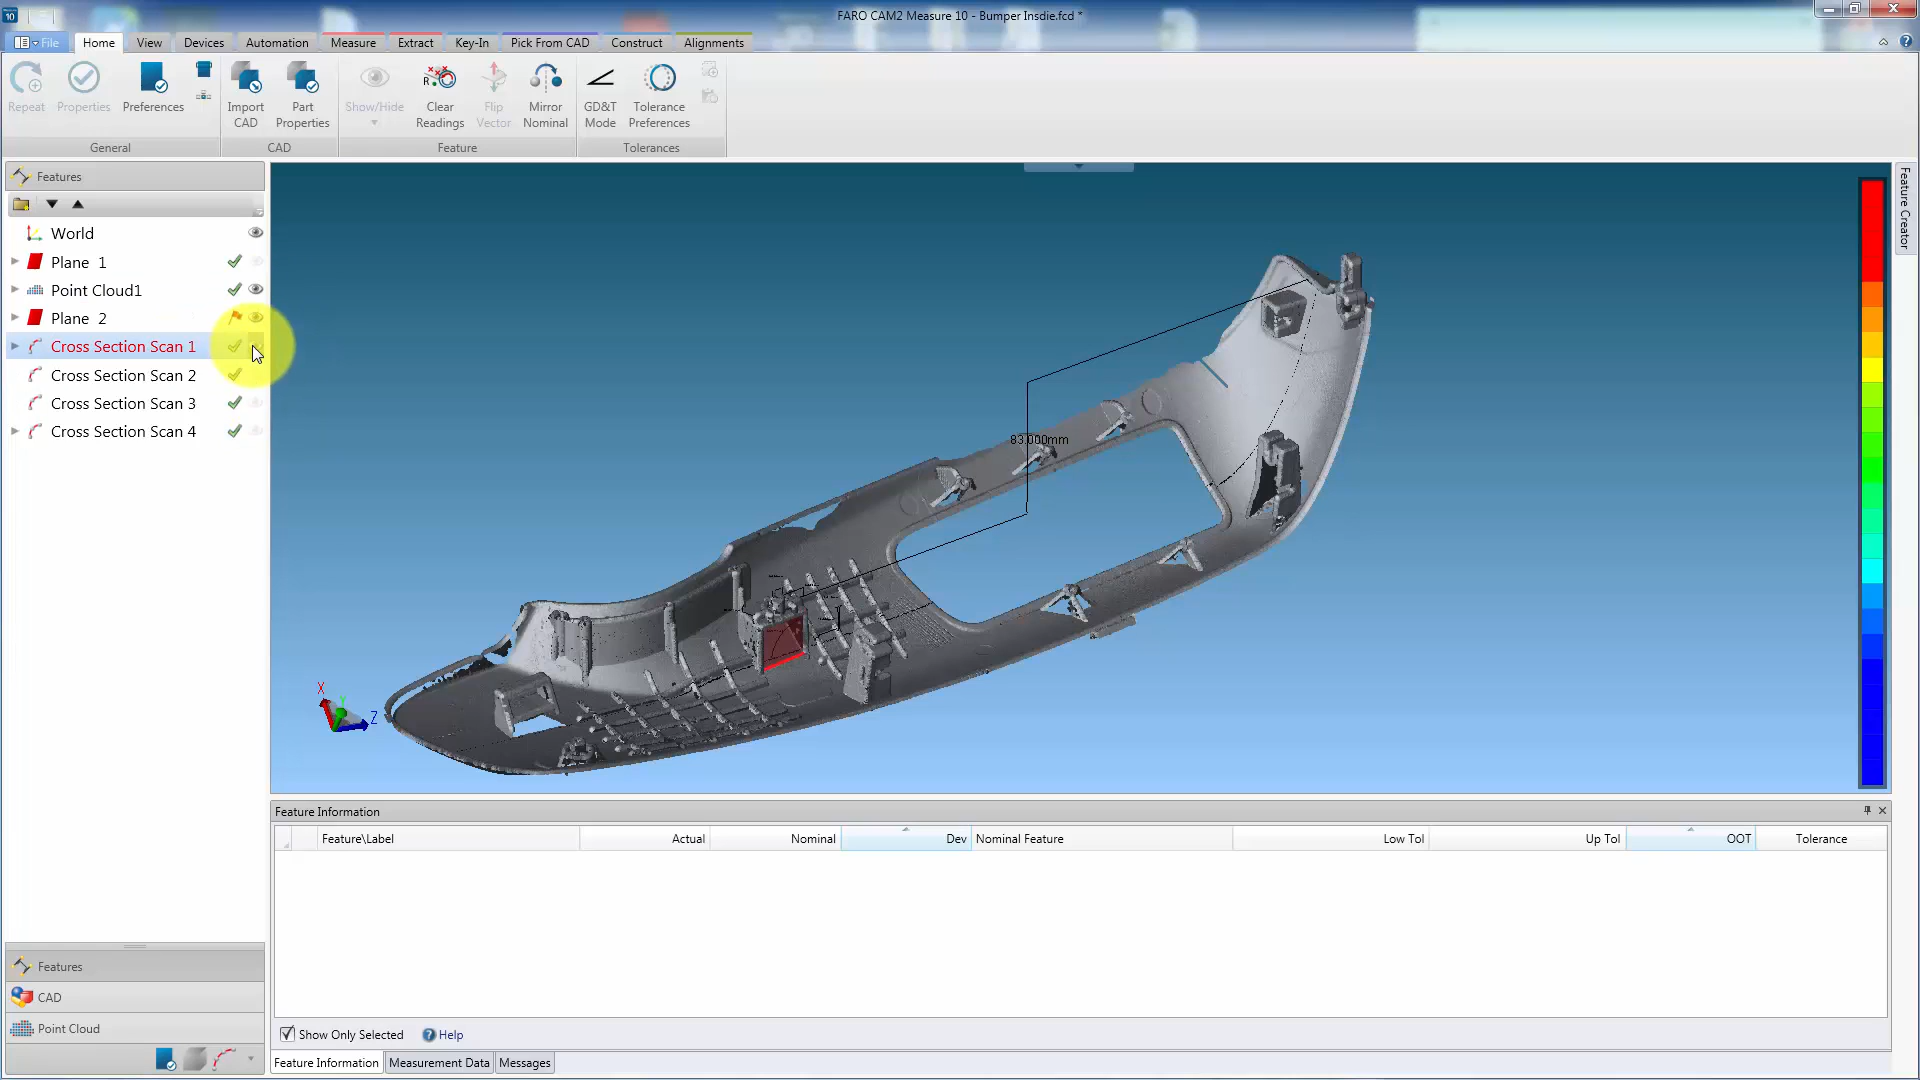 FARO CAM2 Measure 10 - Bumper Insdie.fcd *
10
File Home View Devices Automation Measure Extract Key-In Pick From CAD Construct Alignments
Repeat Properties Preferences Import CAD Part Properties Show/Hide Clear Readings Flip Vector Mirror Nominal GD&T Mode Tolerance Preferences
General CAD Feature Tolerances
Features
World
Plane 1
Point Cloud1
Plane 2
Cross Section Scan 1
Cross Section Scan 2
Cross Section Scan 3
Cross Section Scan 4
Feature Creator
83.000mm
X
Y
Z
Feature Information
Feature\Label Actual Nominal Dev Nominal Feature Low Tol Up Tol OOT Tolerance
Features
CAD
Point Cloud
Show Only Selected Help
Feature Information Measurement Data Messages